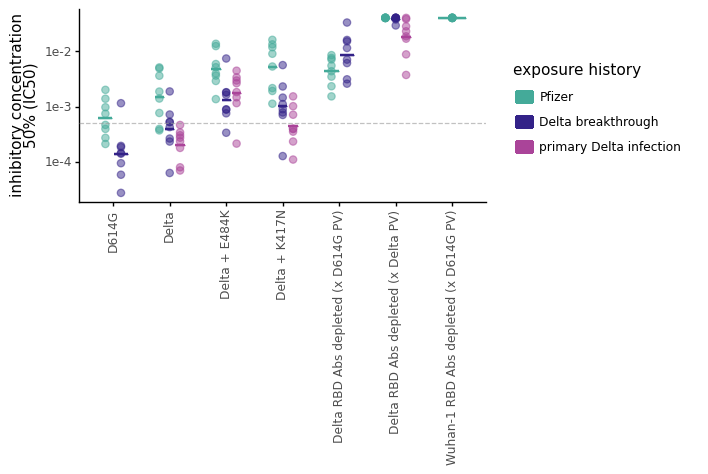 inhibitory concentration
50% (IC50)
1e-2
1e-3
1e-4
D614G
Delta
Delta + E484K
Delta + K417N
Delta RBD Abs depleted (x D614G PV)
Delta RBD Abs depleted (x Delta PV)
Wuhan-1 RBD Abs depleted (x D614G PV)
exposure history
Pfizer
Delta breakthrough
primary Delta infection